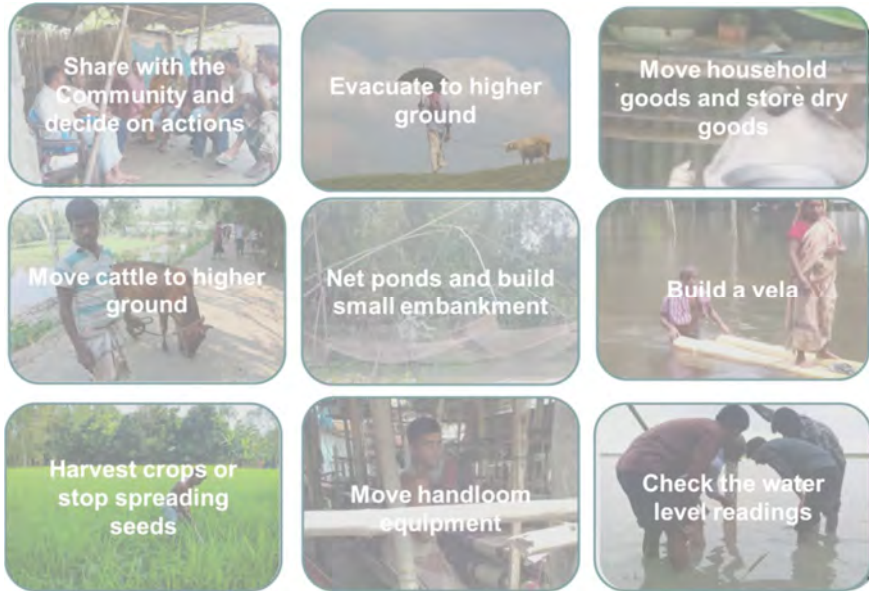 Share with the
Community and
decide on actions
Evacuate to higher
ground
Move household
goods and store dry
goods
Move cattle to higher
ground
Net ponds and build
small embankment
Build a vela
Harvest crops or
stop spreading
seeds
Move handloom
equipment
Check the water
level readings